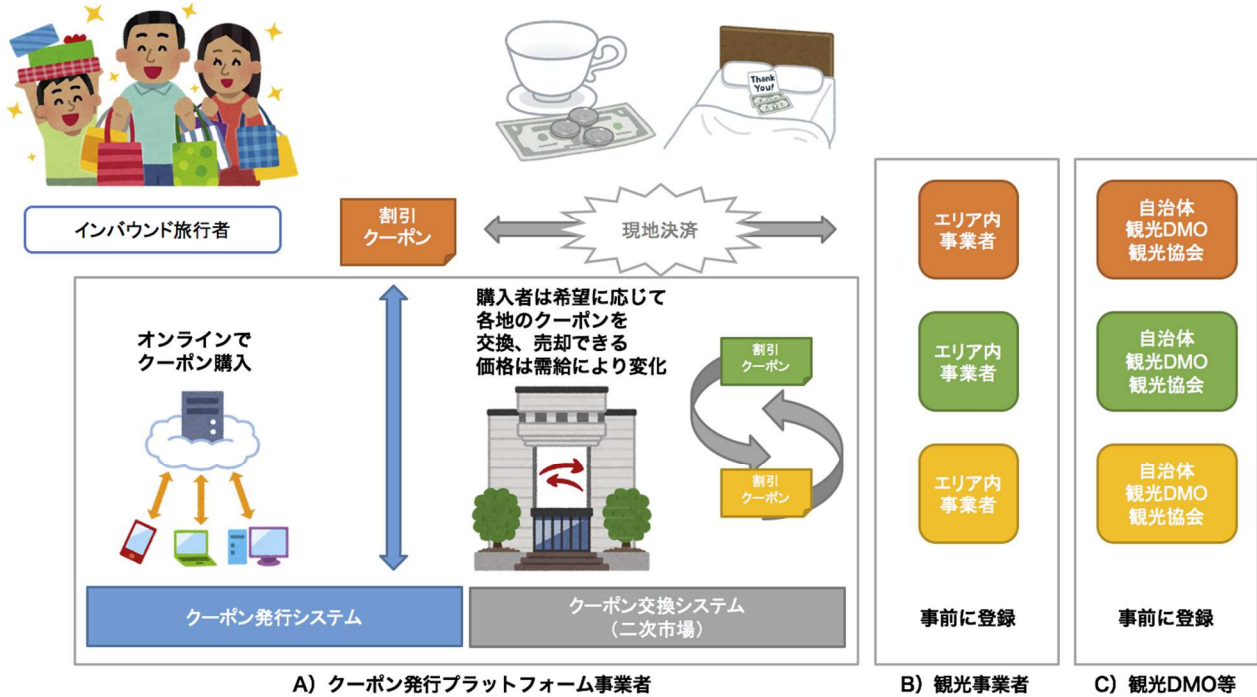 Thank
You!
インバウンド旅行者
割引
クーポン
現地決済
エリア内
事業者
自治体
観光DMO
観光協会
オンラインで
クーポン購入
購入者は希望に応じて
各地のクーポンを
交換、売却できる
価格は需給により変化
割引
クーポン
割引
クーポン
エリア内
事業者
自治体
観光DMO
観光協会
エリア内
事業者
自治体
観光DMO
観光協会
クーポン発行システム
クーポン交換システム
(二次市場)
事前に登録
事前に登録
A)クーポン発行プラットフォーム事業者
B)観光事業者
C)観光DMO等